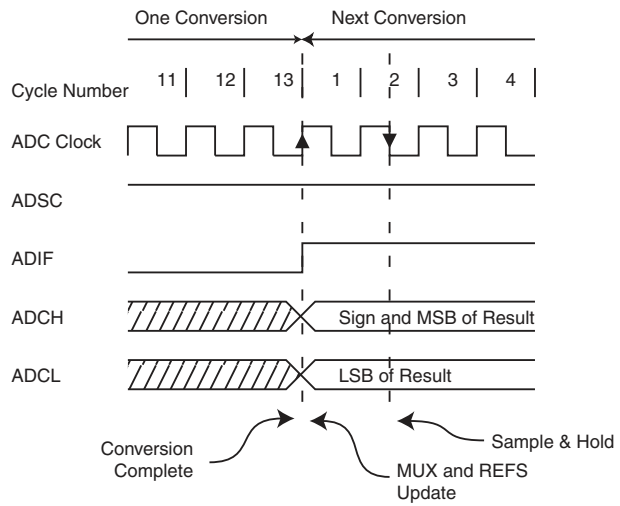 One Conversion
Next Conversion
Cycle Number
11
12
13
1
2
3
4
ADC Clock
ADSC
ADIF
ADCH
Sign and MSB of Result
ADCL
LSB of Result
Conversion
Complete
MUX and REFS
Update
Sample & Hold